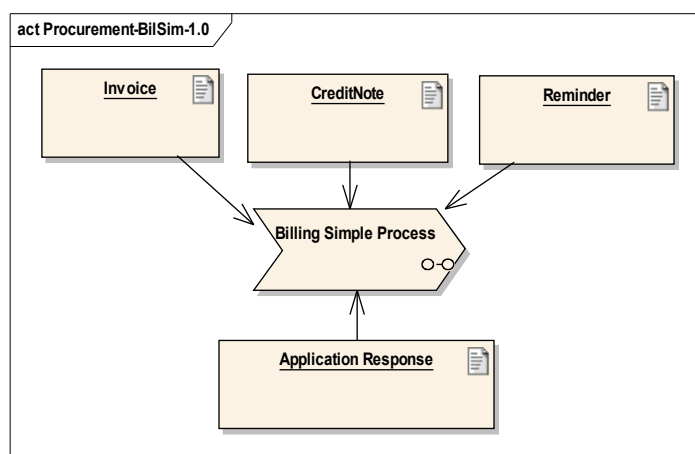 act Procurement-BilSim-1.0
Invoice
CreditNote
Reminder
Billing Simple Process
Application Response